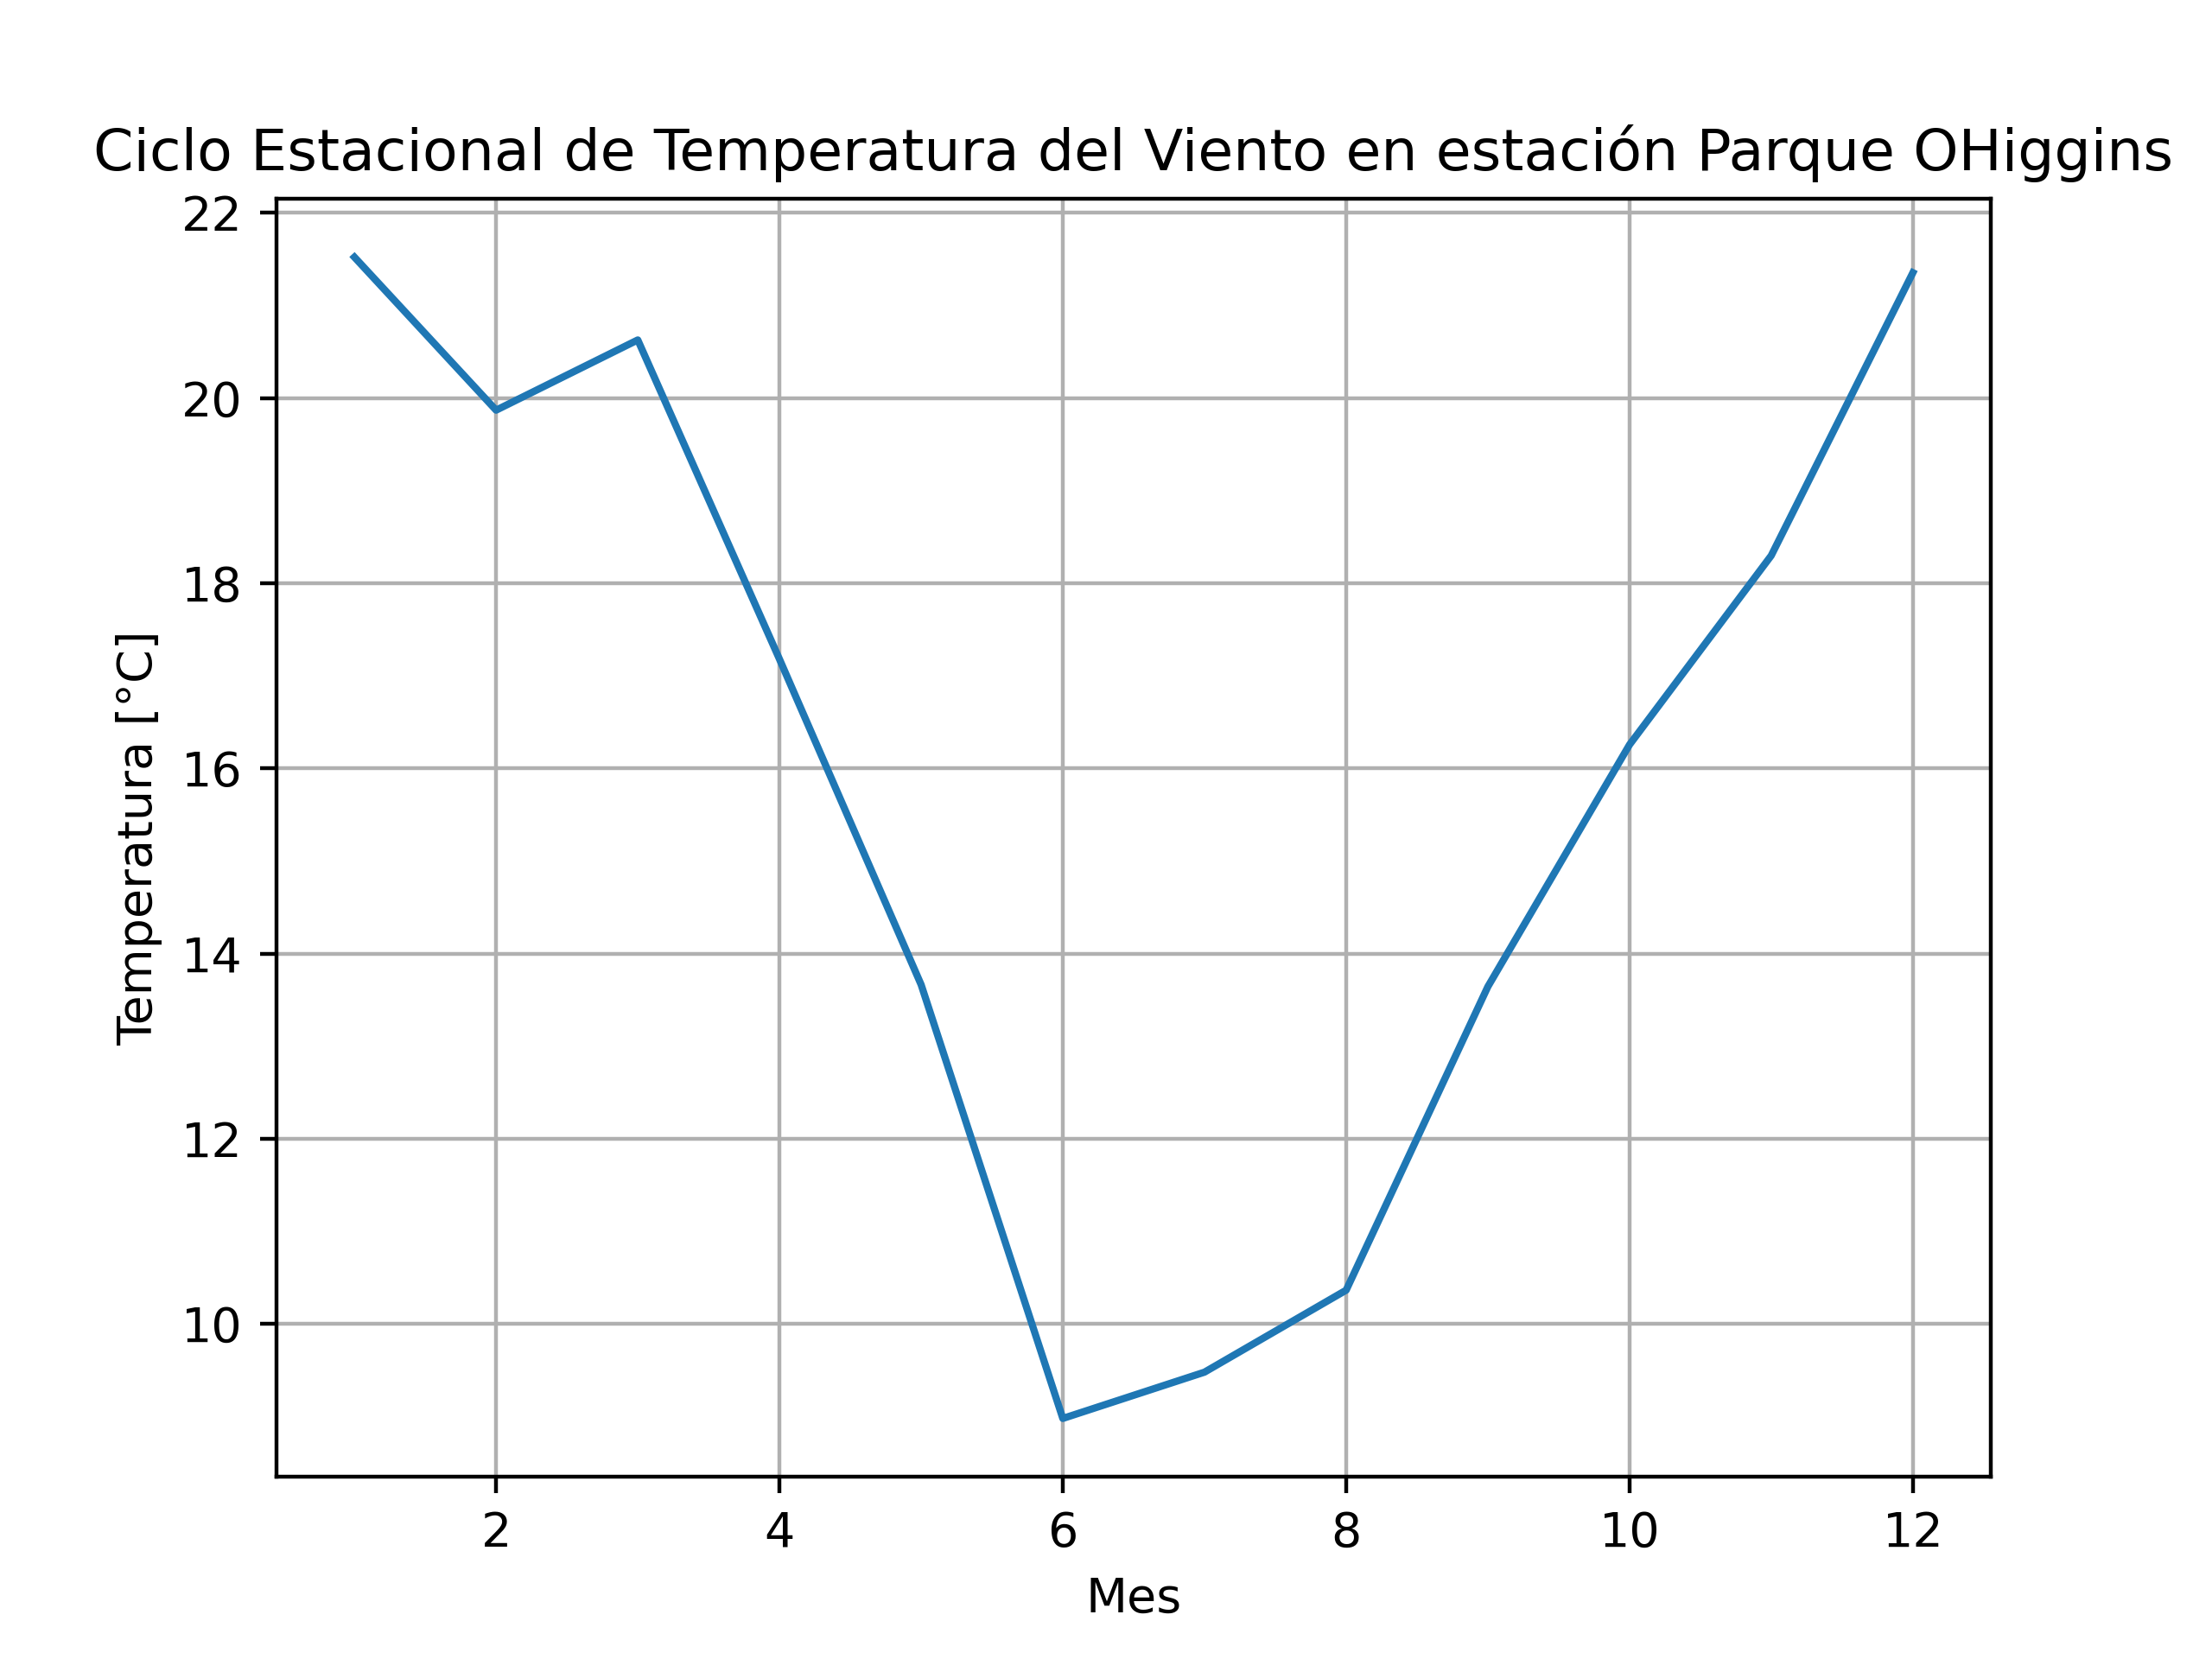 Ciclo Estacional de Temperatura del Viento en estación Parque OHiggins
22
20
18
16
14
12
10
Temperatura [°C]
2 4 6 8 10 12
Mes